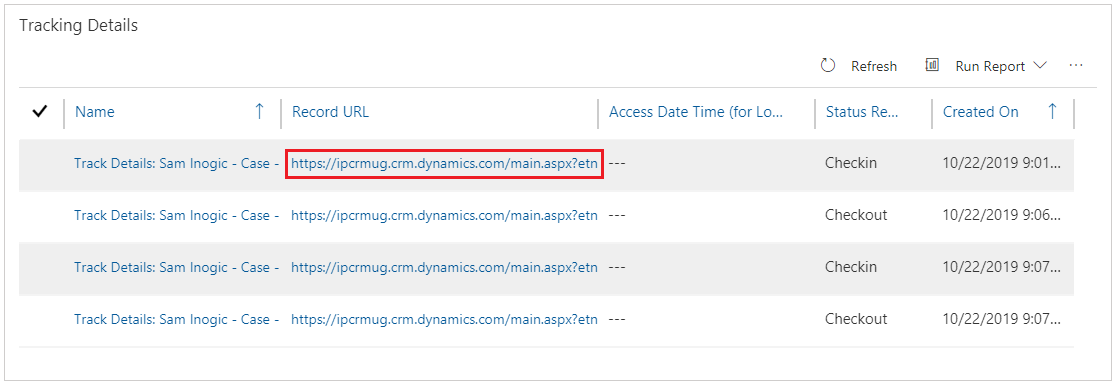 Tracking Details
Refresh Run Report ···
Name Record URL Access Date Time (for Lo... Status Re... Created On
Track Details: Sam Inogic - Case - https://ipcrmug.crm.dynamics.com/main.aspx?etn --- Checkin 10/22/2019 9:01...
Track Details: Sam Inogic - Case - https://ipcrmug.crm.dynamics.com/main.aspx?etn --- Checkout 10/22/2019 9:06...
Track Details: Sam Inogic - Case - https://ipcrmug.crm.dynamics.com/main.aspx?etn --- Checkin 10/22/2019 9:07...
Track Details: Sam Inogic - Case - https://ipcrmug.crm.dynamics.com/main.aspx?etn --- Checkout 10/22/2019 9:07...